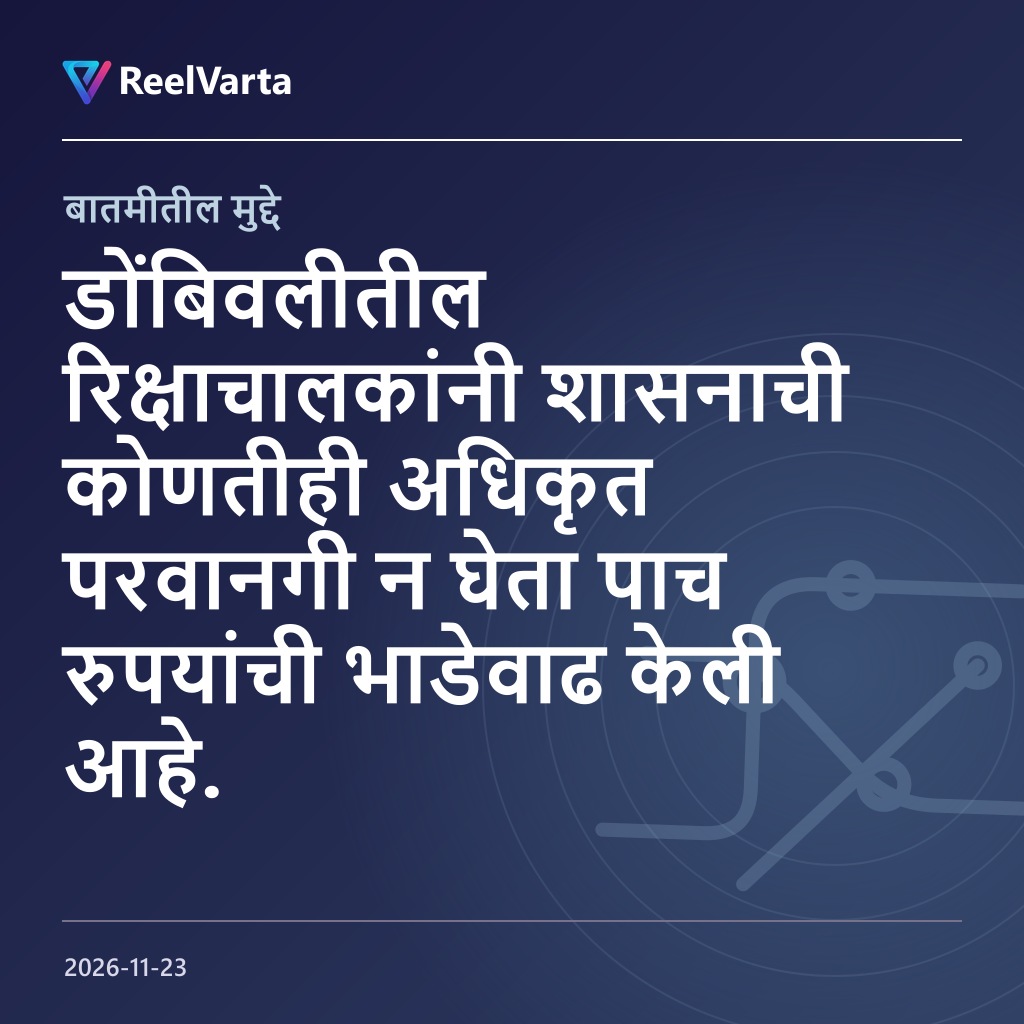 ReelVarta
बातमीतील मुद्दे
डोंबिवलीतील
रिक्षाचालकांनी शासनाची
कोणतीही अधिकृत
परवानगी न घेता पाच
रुपयांची भाडेवाढ केली
आहे.
2026-11-23